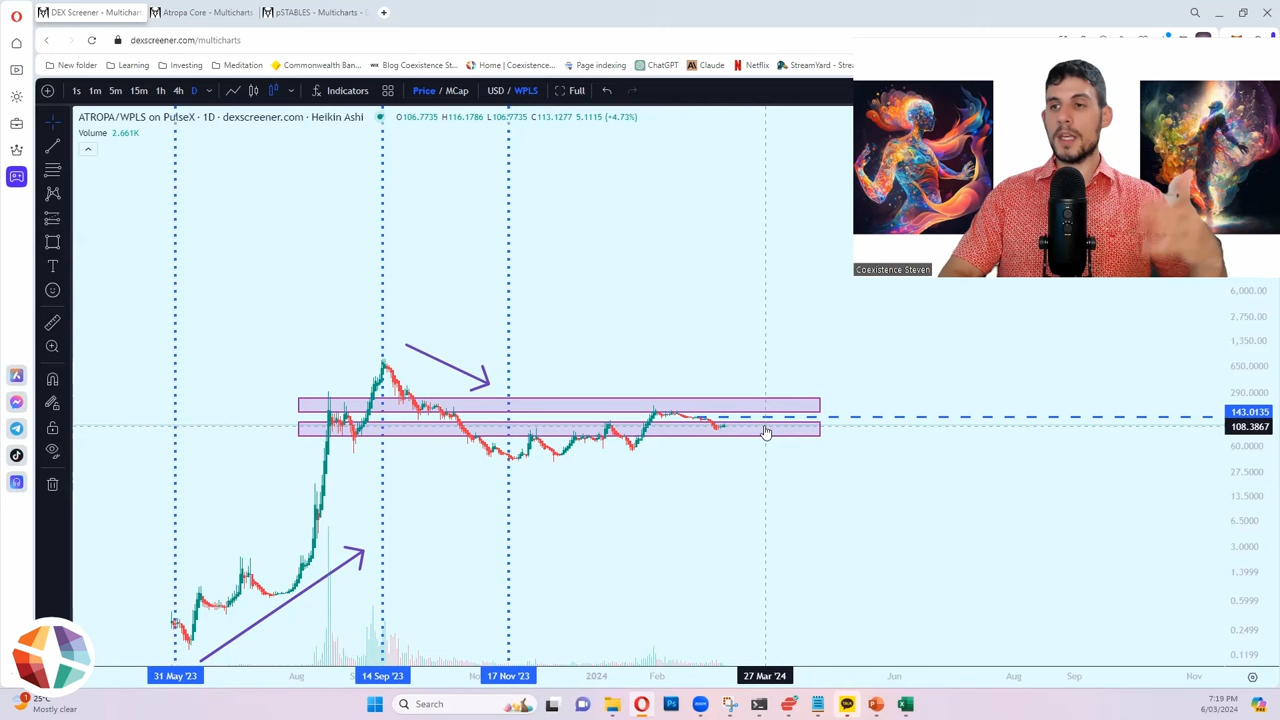 DEX Screener - Multichar
Atropa Core - Multicharts
pSTABLES - Multicharts -
dexscreener.com/multicharts
New folder
Learning
Investing
Meditation
Commonwealth Ban...
WIX
Blog Coexistence St...
Home | Coexistence...
Page indexing
ChatGPT
Claude
Netflix
StreamYard - Stre
1s 1m 5m 15m 1h 4h D
Indicators
Price / MCap
USD / WPLS
Full
ATROPA/WPLS on PulseX · 1D · dexscreener.com · Heikin Ashi
O106.7735 H116.1786 L106.7735 C113.1277 5.1115 (+4.73%)
Volume 2.661K
Coexistence Steven
6,000.00
2,750.00
1,350.00
650.0000
290.0000
143.0135
108.3867
60.0000
27.5000
13.5000
6.5000
3.0000
1.3999
0.5999
0.2499
0.1199
31 May '23
Aug
14 Sep '23
17 Nov '23
2024
Feb
27 Mar '24
Jun
Aug
Sep
Nov
25°C
Mostly clear
Search
TALK
7:19 PM
6/03/2024